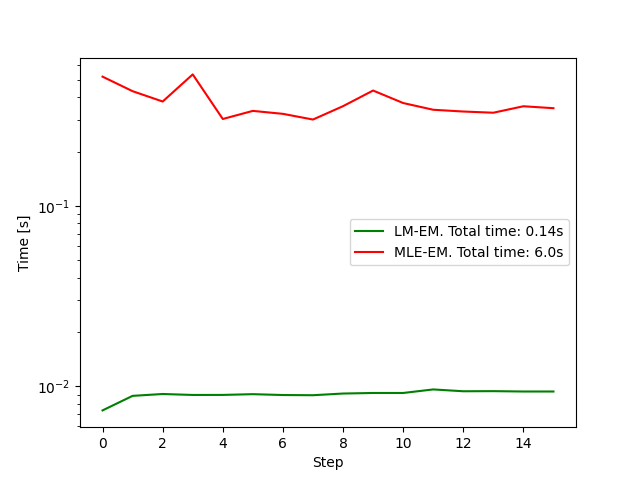 Time [s]
10⁻¹
10⁻²
LM-EM. Total time: 0.14s
MLE-EM. Total time: 6.0s
0 2 4 6 8 10 12 14
Step